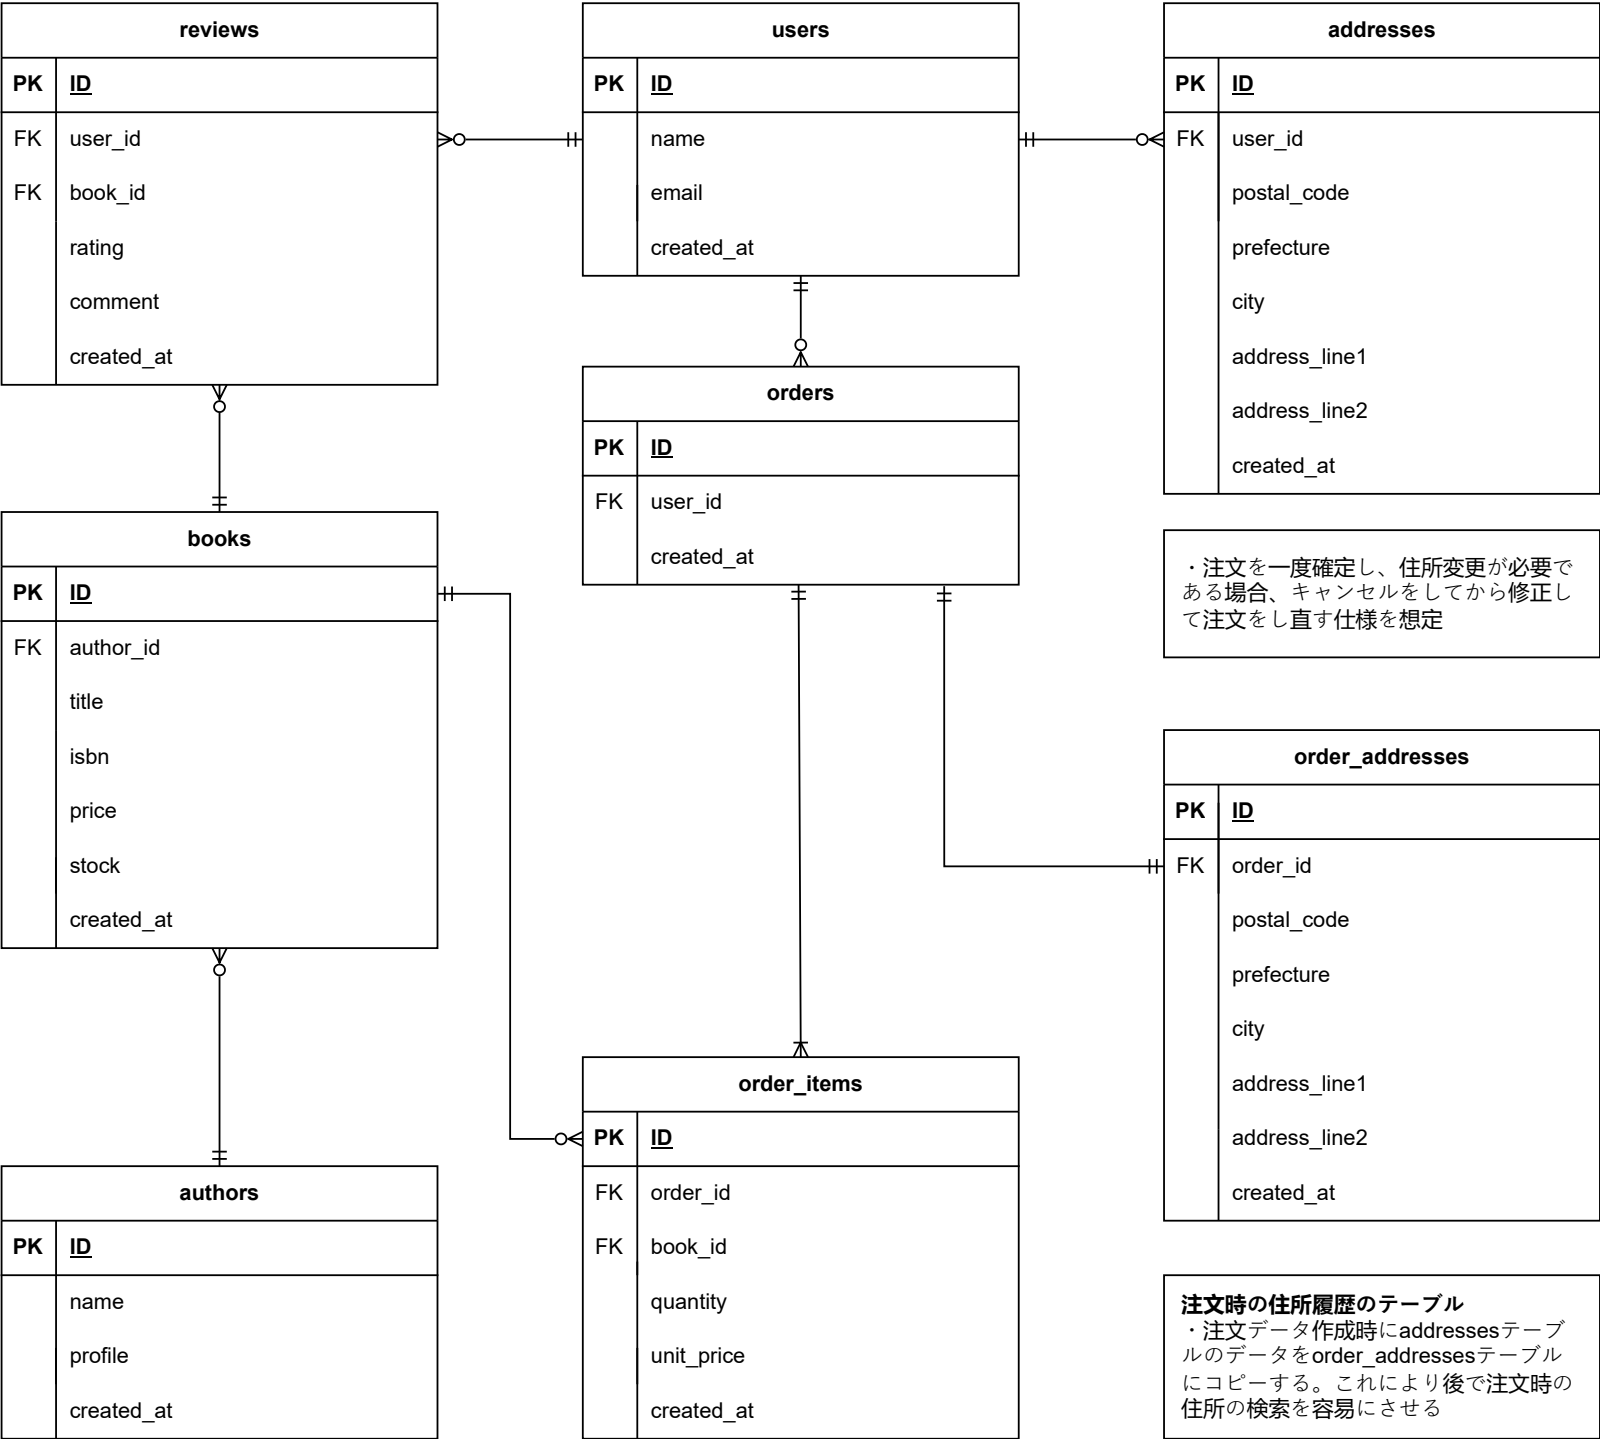 reviews
PK ID
FK user_id
FK book_id
rating
comment
created_at
users
PK ID
name
email
created_at
addresses
PK ID
FK user_id
postal_code
prefecture
city
address_line1
address_line2
created_at
orders
PK ID
FK user_id
created_at
・注文を一度確定し、住所変更が必要で
ある場合、キャンセルをしてから修正し
て注文をし直す仕様を想定
books
PK ID
FK author_id
title
isbn
price
stock
created_at
order_addresses
PK ID
FK order_id
postal_code
prefecture
city
address_line1
address_line2
created_at
order_items
PK ID
FK order_id
FK book_id
quantity
unit_price
created_at
authors
PK ID
name
profile
created_at
注文時の住所履歴のテーブル
・注文データ作成時にaddressesテーブ
ルのデータをorder_addressesテーブル
にコピーする。これにより後で注文時の
住所の検索を容易にさせる